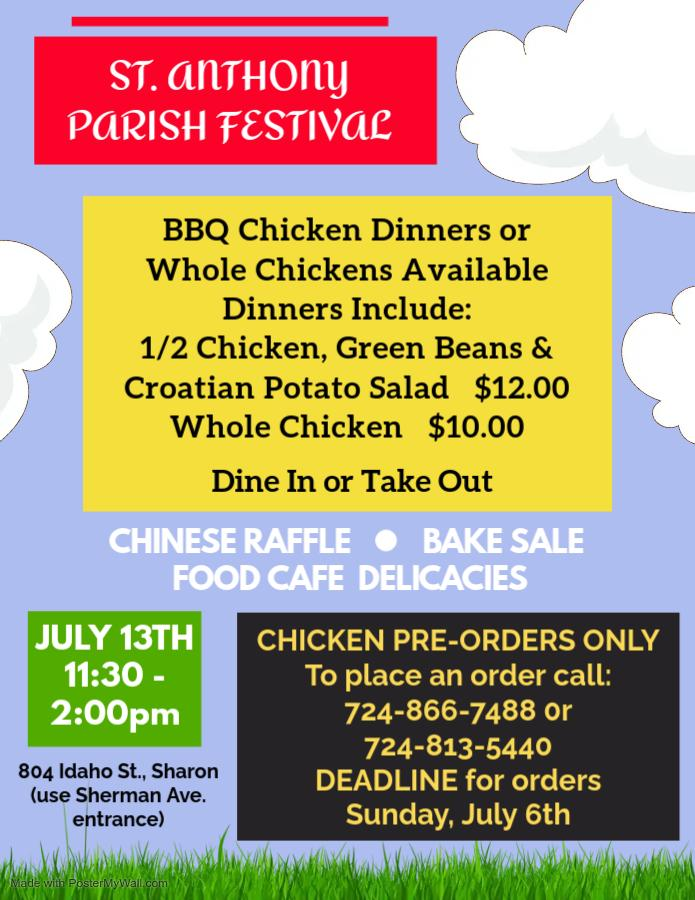 ST. ANTHONY
PARISH FESTIVAL
BBQ Chicken Dinners or
Whole Chickens Available
Dinners Include:
1/2 Chicken, Green Beans &
Croatian Potato Salad $12.00
Whole Chicken $10.00
Dine In or Take Out
CHINESE RAFFLE ● BAKE SALE
FOOD CAFE DELICACIES
JULY 13TH
11:30 -
2:00pm
804 Idaho St., Sharon
(use Sherman Ave.
entrance)
CHICKEN PRE-ORDERS ONLY
To place an order call:
724-866-7488 0r
724-813-5440
DEADLINE for orders
Sunday, July 6th
Made with PosterMyWall.com